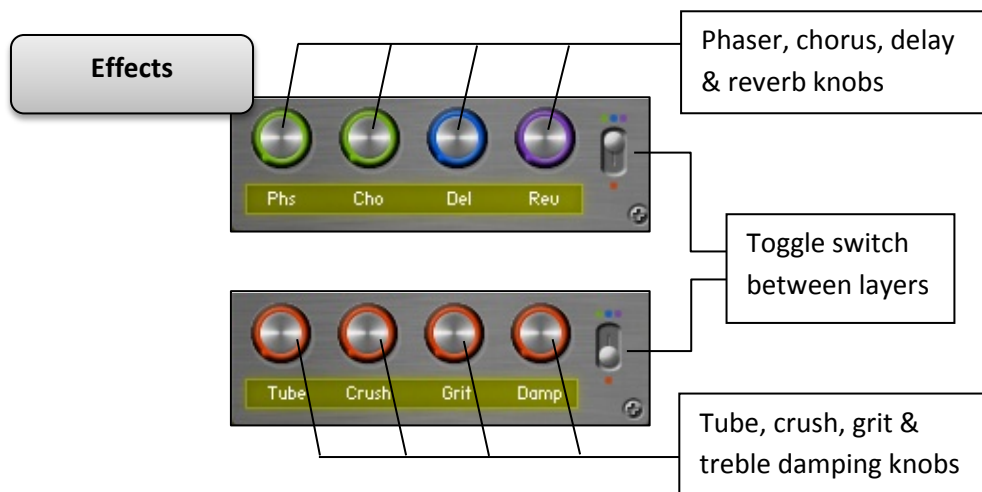 Effects
Phaser, chorus, delay
& reverb knobs
Phs Cho Del Rev
Toggle switch
between layers
Tube Crush Grit Damp
Tube, crush, grit &
treble damping knobs